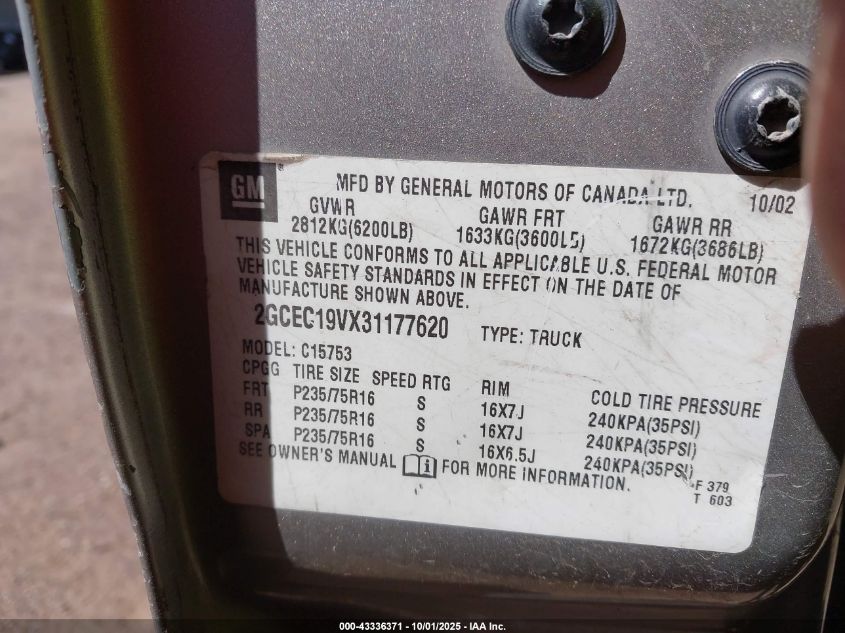 GM® MFD BY GENERAL MOTORS OF CANADA LTD. 10/02
GVWR GAWR FRT GAWR RR
2812KG(6200LB) 1633KG(3600LB) 1672KG(3686LB)
THIS VEHICLE CONFORMS TO ALL APPLICABLE U.S. FEDERAL MOTOR
VEHICLE SAFETY STANDARDS IN EFFECT ON THE DATE OF
MANUFACTURE SHOWN ABOVE.
2GCEC19VX31177620 TYPE: TRUCK
MODEL: C15753
CPGG TIRE SIZE SPEED RTG RIM COLD TIRE PRESSURE
FRT P235/75R16 S 16X7J 240KPA(35PSI)
RR P235/75R16 S 16X7J 240KPA(35PSI)
SPA P235/75R16 S 16X6.5J 240KPA(35PSI)
SEE OWNER'S MANUAL FOR MORE INFORMATION.
F 379
T 603
000-43336371 - 10/01/2025 - IAA Inc.